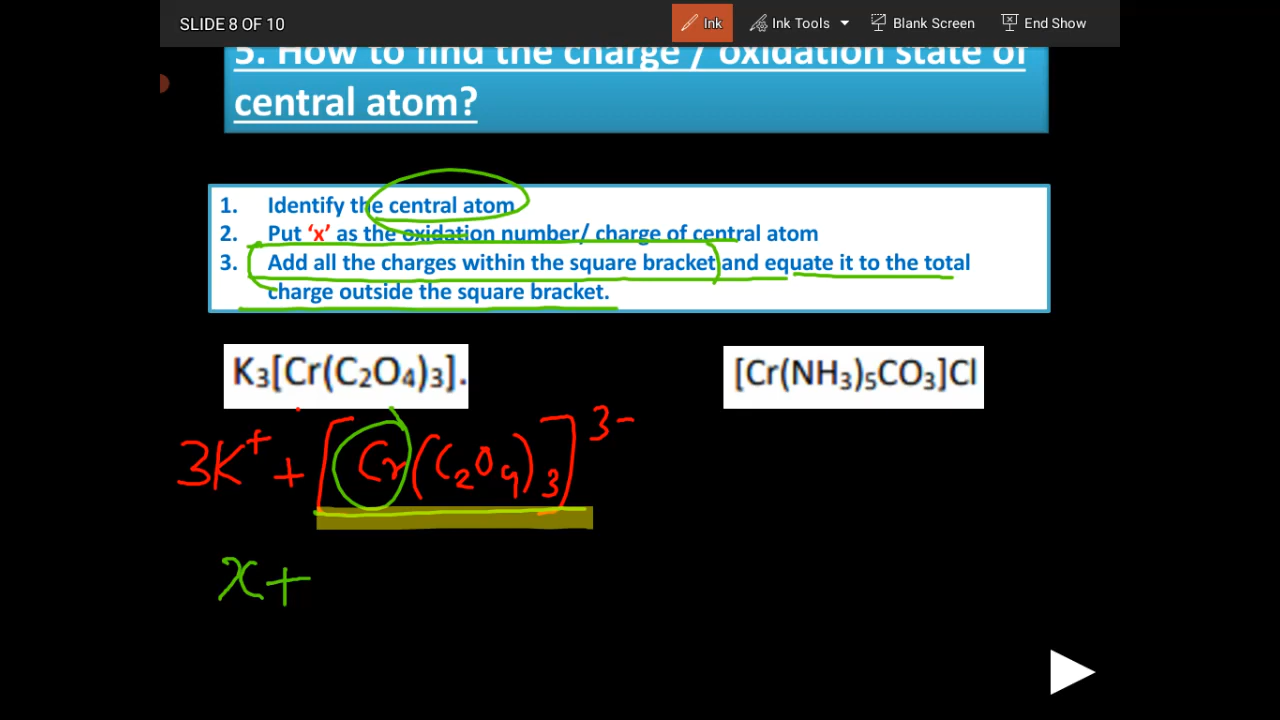 SLIDE 8 OF 10
Ink
Ink Tools
Blank Screen
End Show
5. How to find the charge / oxidation state of
central atom?
1. Identify the central atom
2. Put ‘x’ as the oxidation number/ charge of central atom
3. Add all the charges within the square bracket and equate it to the total
charge outside the square bracket.
K₃[Cr(C₂O₄)₃].
[Cr(NH₃)₅CO₃]Cl
3K⁺ + [Cr(C₂O₄)₃]³⁻
x+